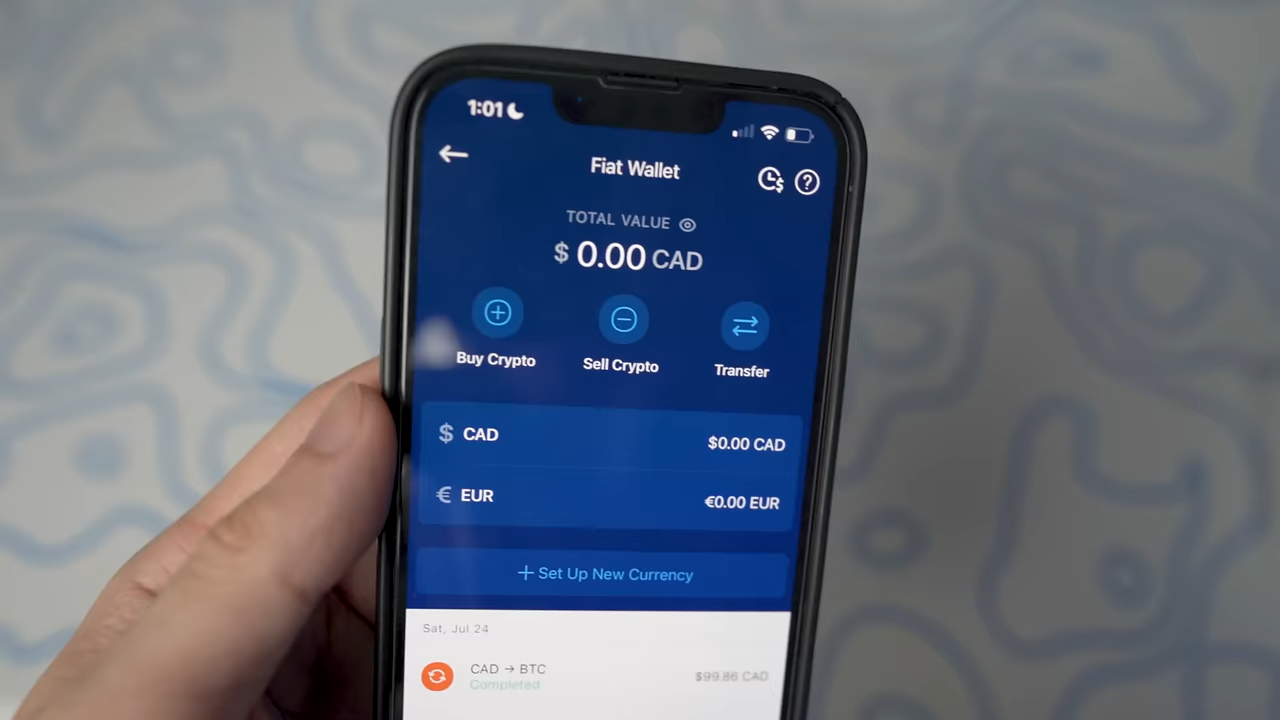 1:01
Fiat Wallet
TOTAL VALUE
$ 0.00 CAD
Buy Crypto
Sell Crypto
Transfer
$ CAD
$0.00 CAD
€ EUR
€0.00 EUR
+ Set Up New Currency
Sat, Jul 24
CAD → BTC
$99.86 CAD
Completed